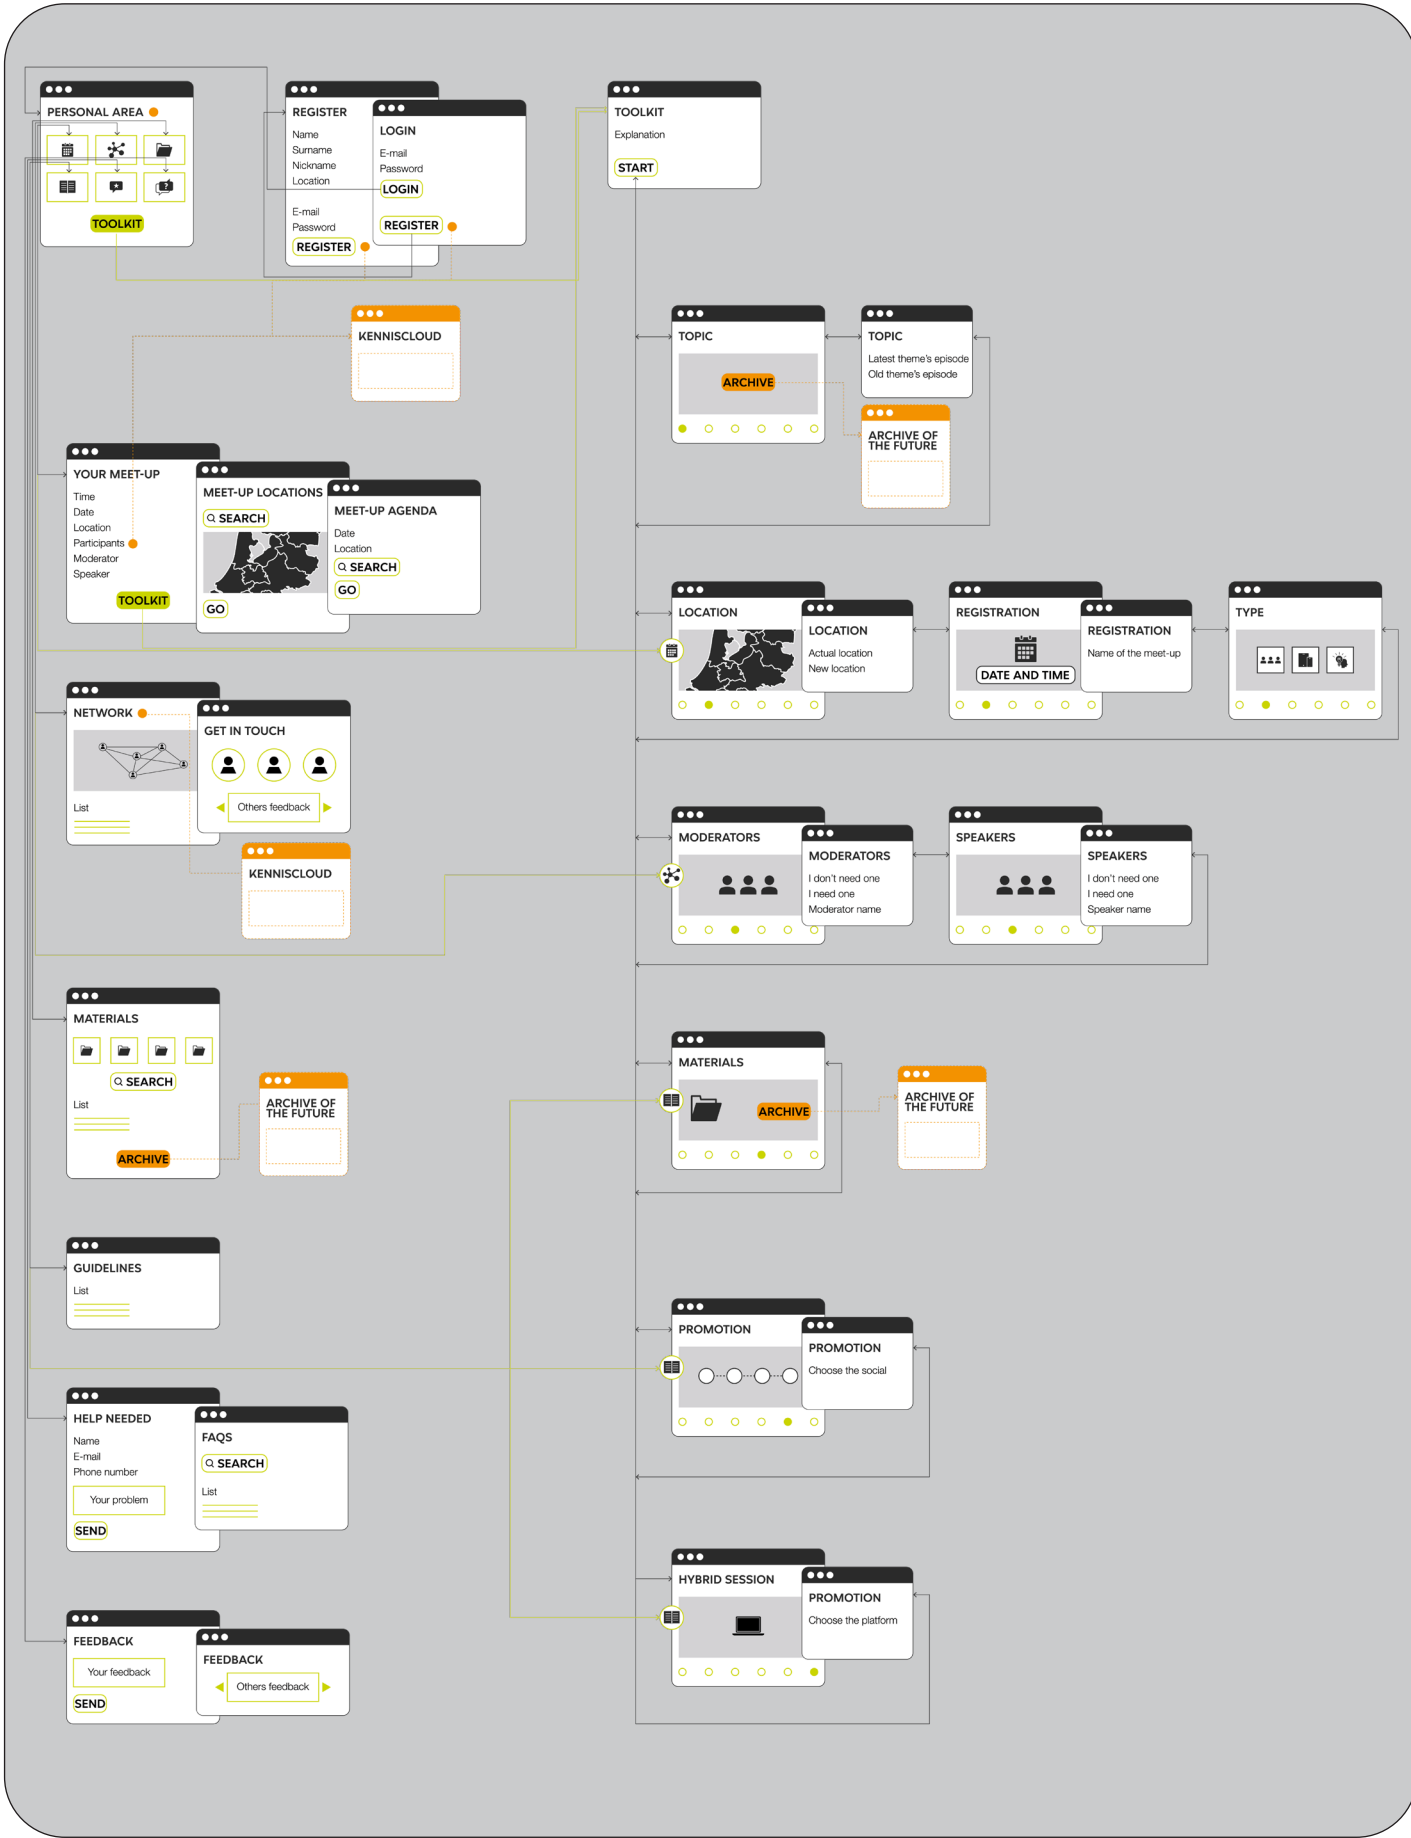 PERSONAL AREA
TOOLKIT
REGISTER
Name
Surname
Nickname
Location
E-mail
Password
REGISTER
LOGIN
E-mail
Password
LOGIN
REGISTER
TOOLKIT
Explanation
START
KENNISCLOUD
TOPIC
ARCHIVE
TOPIC
Latest theme's episode
Old theme's episode
ARCHIVE OF
THE FUTURE
YOUR MEET-UP
Time
Date
Location
Participants
Moderator
Speaker
TOOLKIT
MEET-UP LOCATIONS
SEARCH
GO
MEET-UP AGENDA
Date
Location
SEARCH
GO
LOCATION
LOCATION
Actual location
New location
REGISTRATION
DATE AND TIME
REGISTRATION
Name of the meet-up
TYPE
NETWORK
List
GET IN TOUCH
Others feedback
KENNISCLOUD
MODERATORS
MODERATORS
I don't need one
I need one
Moderator name
SPEAKERS
SPEAKERS
I don't need one
I need one
Speaker name
MATERIALS
SEARCH
List
ARCHIVE
ARCHIVE OF
THE FUTURE
MATERIALS
ARCHIVE
ARCHIVE OF
THE FUTURE
GUIDELINES
List
PROMOTION
PROMOTION
Choose the social
HELP NEEDED
Name
E-mail
Phone number
Your problem
SEND
FAQS
SEARCH
List
HYBRID SESSION
PROMOTION
Choose the platform
FEEDBACK
Your feedback
SEND
FEEDBACK
Others feedback